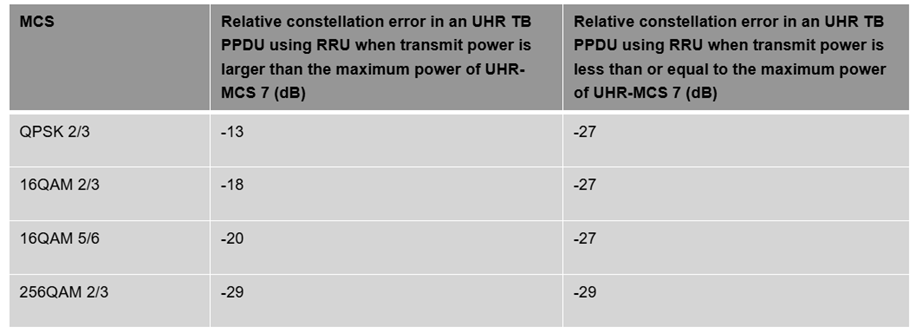 MCS
Relative constellation error in an UHR TB
PPDU using RRU when transmit power is
larger than the maximum power of UHR-
MCS 7 (dB)
Relative constellation error in an UHR TB
PPDU using RRU when transmit power is
less than or equal to the maximum power
of UHR-MCS 7 (dB)
QPSK 2/3
-13
-27
16QAM 2/3
-18
-27
16QAM 5/6
-20
-27
256QAM 2/3
-29
-29